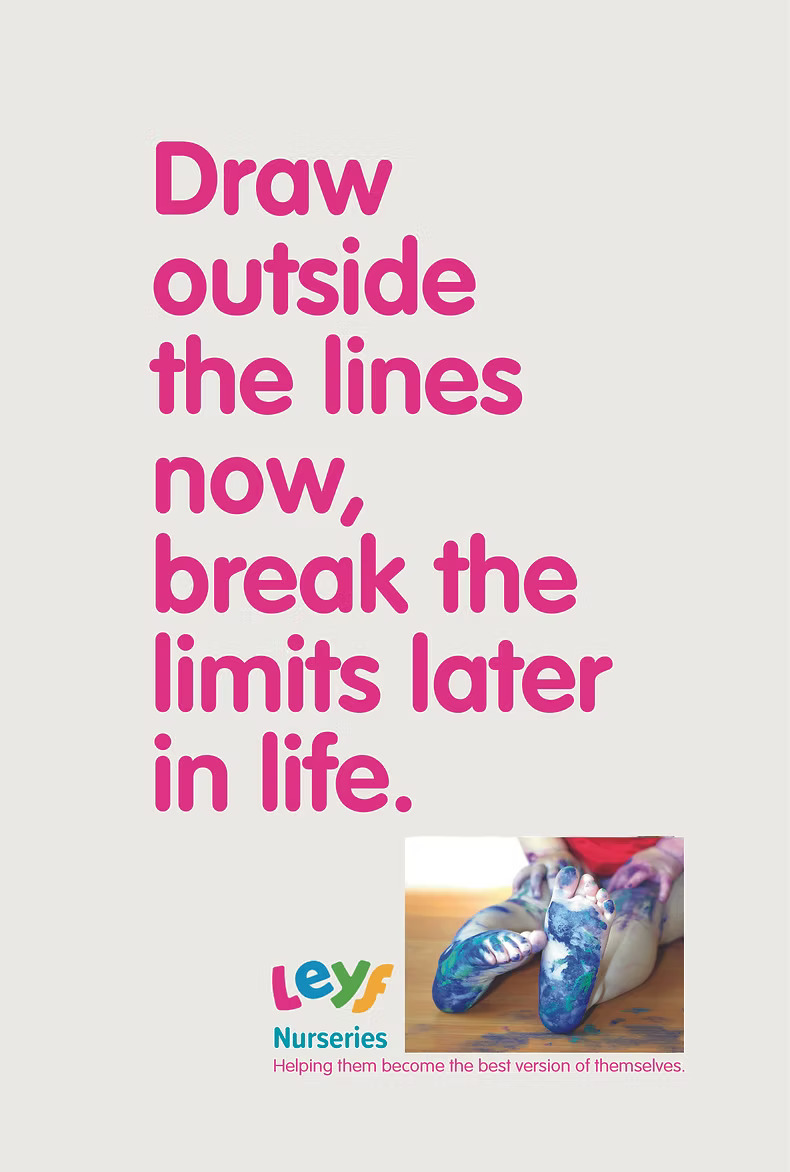 Draw
outside
the lines
now,
break the
limits later
in life.
Leyf
Nurseries
Helping them become the best version of themselves.